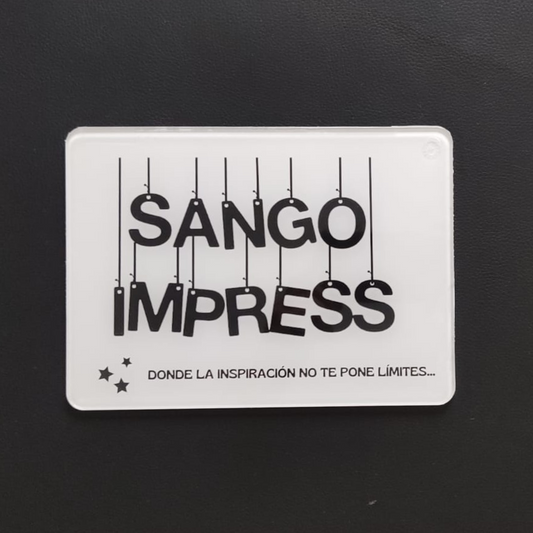 SANGO
IMPRESS
DONDE LA INSPIRACIÓN NO TE PONE LÍMITES...